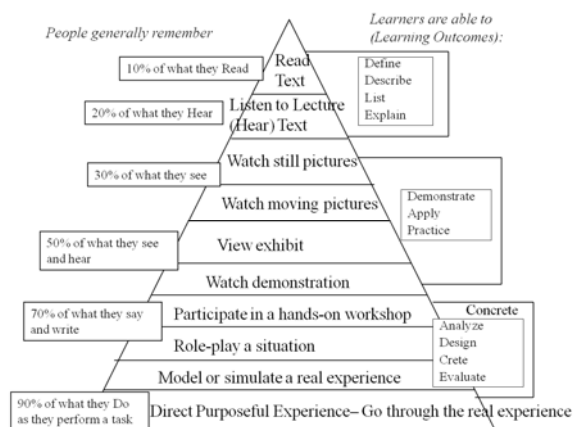 People generally remember
Learners are able to
(Learning Outcomes):
10% of what they Read
Read
Text
Define
Describe
List
Explain
20% of what they Hear
Listen to Lecture
(Hear) Text
30% of what they see
Watch still pictures
Watch moving pictures
Demonstrate
Apply
Practice
50% of what they see
and hear
View exhibit
Watch demonstration
70% of what they say
and write
Participate in a hands-on workshop
Concrete
Analyze
Design
Crete
Evaluate
Role-play a situation
Model or simulate a real experience
90% of what they Do
as they perform a task
Direct Purposeful Experience– Go through the real experience